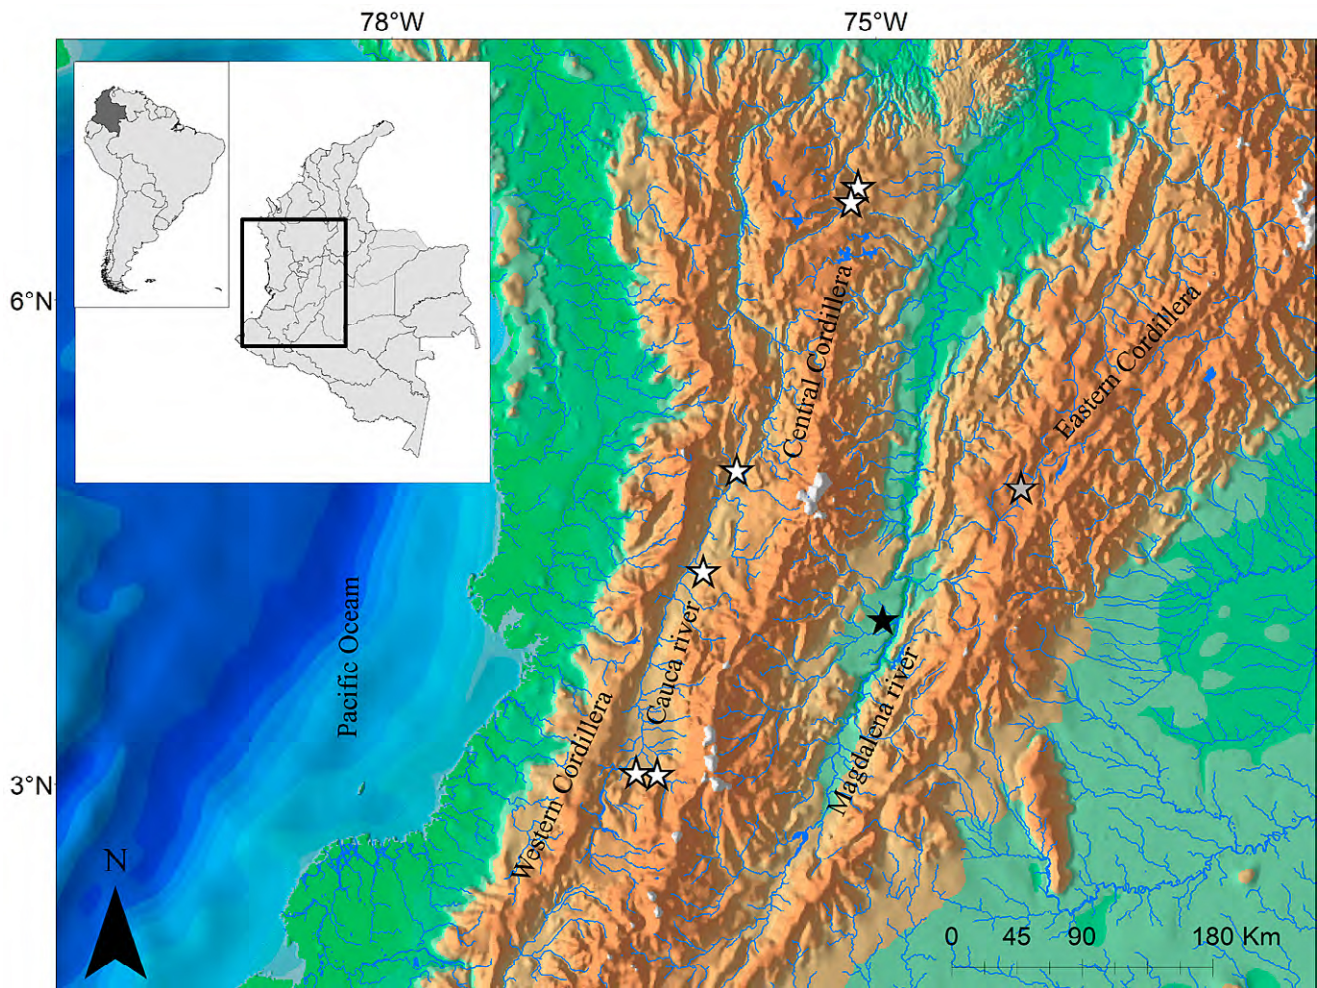 78°W
75°W
6°N
3°N
Central Cordillera
Eastern Cordillera
Pacific Oceam
Cauca river
Western Cordillera
Magdalena river
N
0 45 90 180 Km